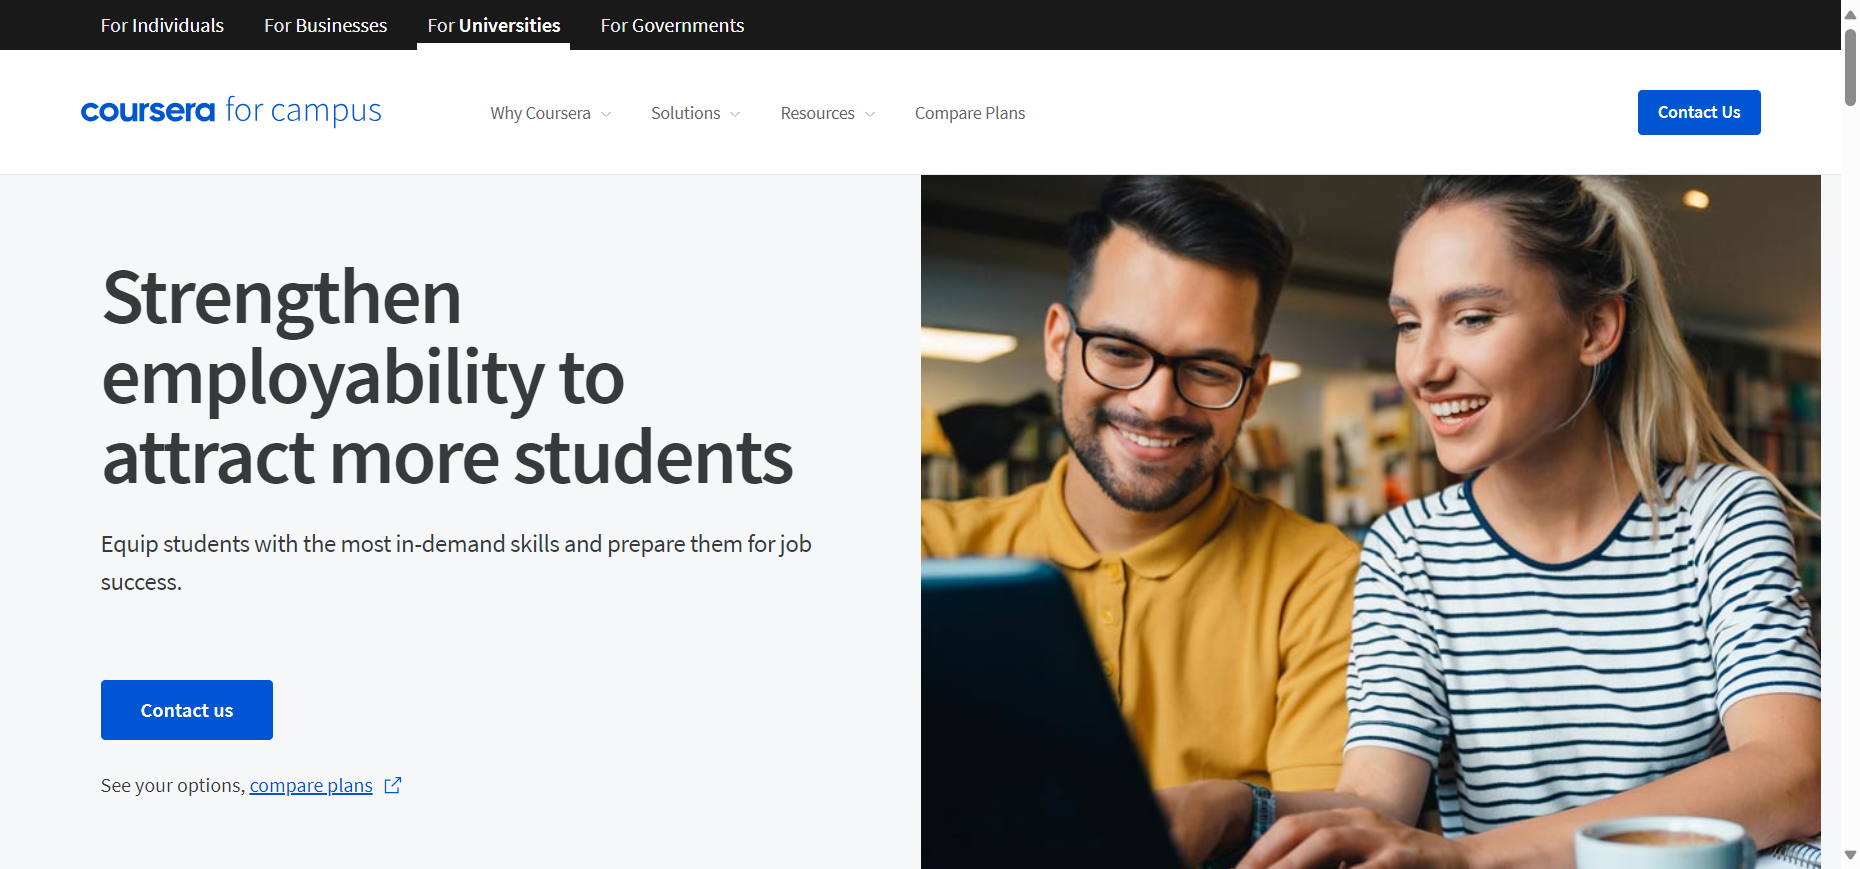 For Individuals For Businesses For Universities For Governments
coursera for campus Why Coursera Solutions Resources Compare Plans Contact Us
Strengthen
employability to
attract more students
Equip students with the most in-demand skills and prepare them for job
success.
Contact us
See your options, compare plans